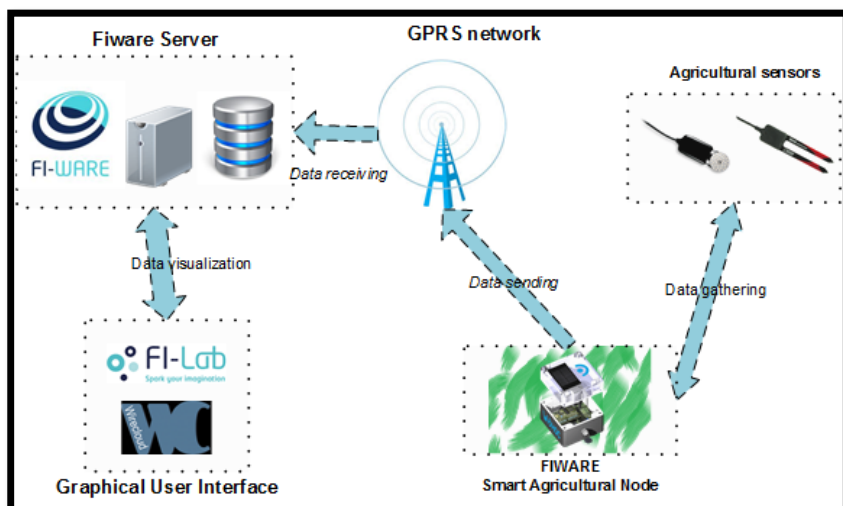 Fiware Server
GPRS network
Agricultural sensors
FI-WARE
Data receiving
Data visualization
Data sending
Data gathering
FI-Lab
Spark your imagination
Wirecloud
WC
FIWARE
Smart Agricultural Node
Graphical User Interface